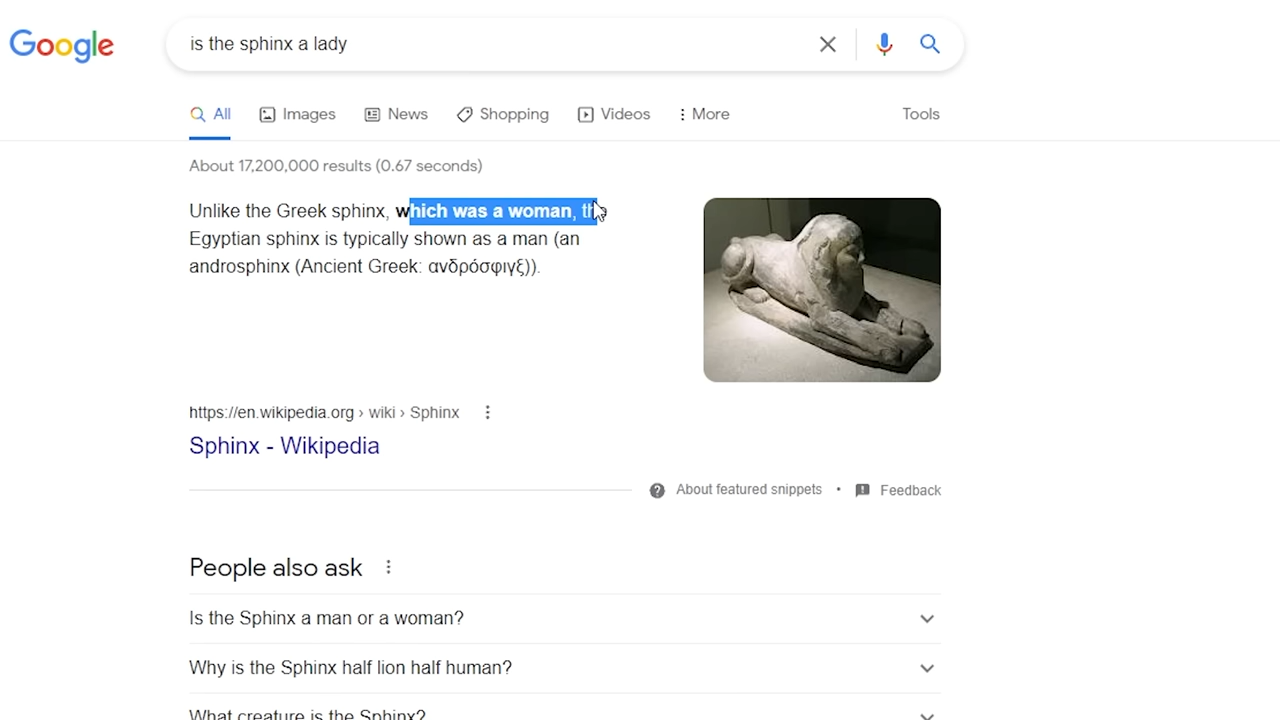 Google
is the sphinx a lady
All Images News Shopping Videos More Tools
About 17,200,000 results (0.67 seconds)
Unlike the Greek sphinx, which was a woman, the
Egyptian sphinx is typically shown as a man (an
androsphinx (Ancient Greek: ανδρόσφιγξ)).
https://en.wikipedia.org › wiki › Sphinx
Sphinx - Wikipedia
About featured snippets • Feedback
People also ask
Is the Sphinx a man or a woman?
Why is the Sphinx half lion half human?
What creature is the Sphinx?